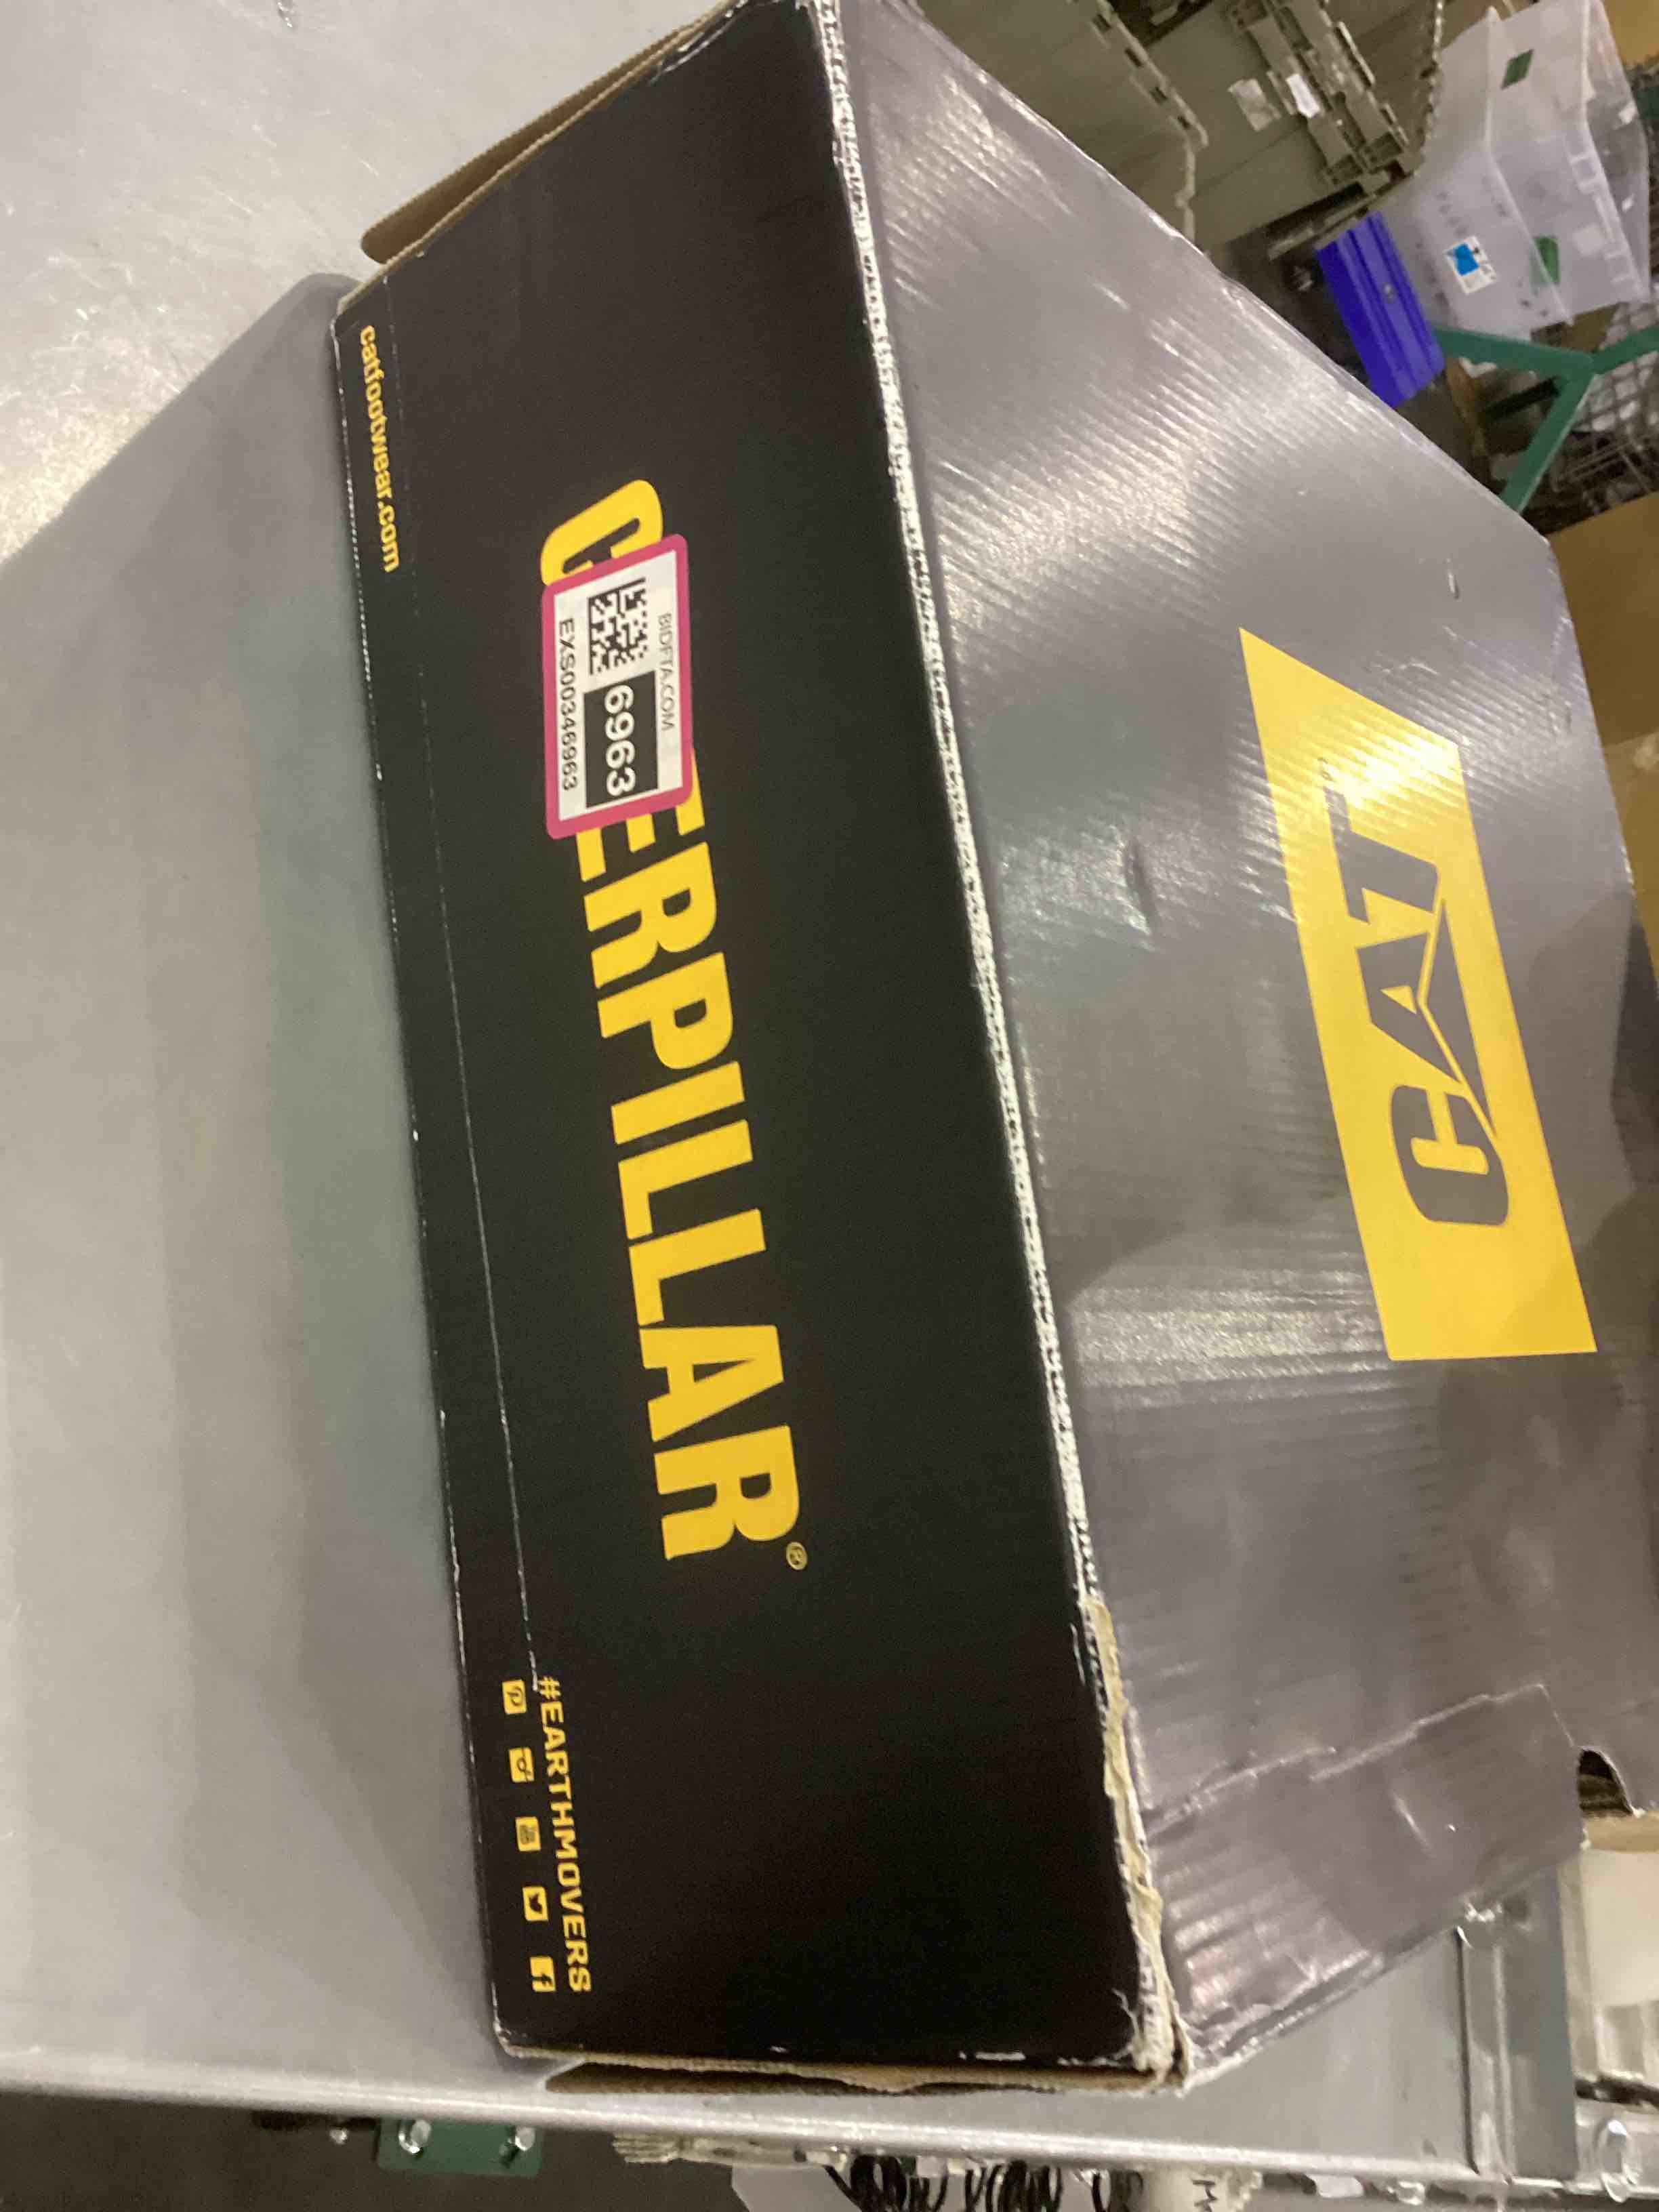 catfootwear.com
CATERPILLAR®
BIDFTA.COM
6963
EXS00346963
#EARTHMOVERS
CAT